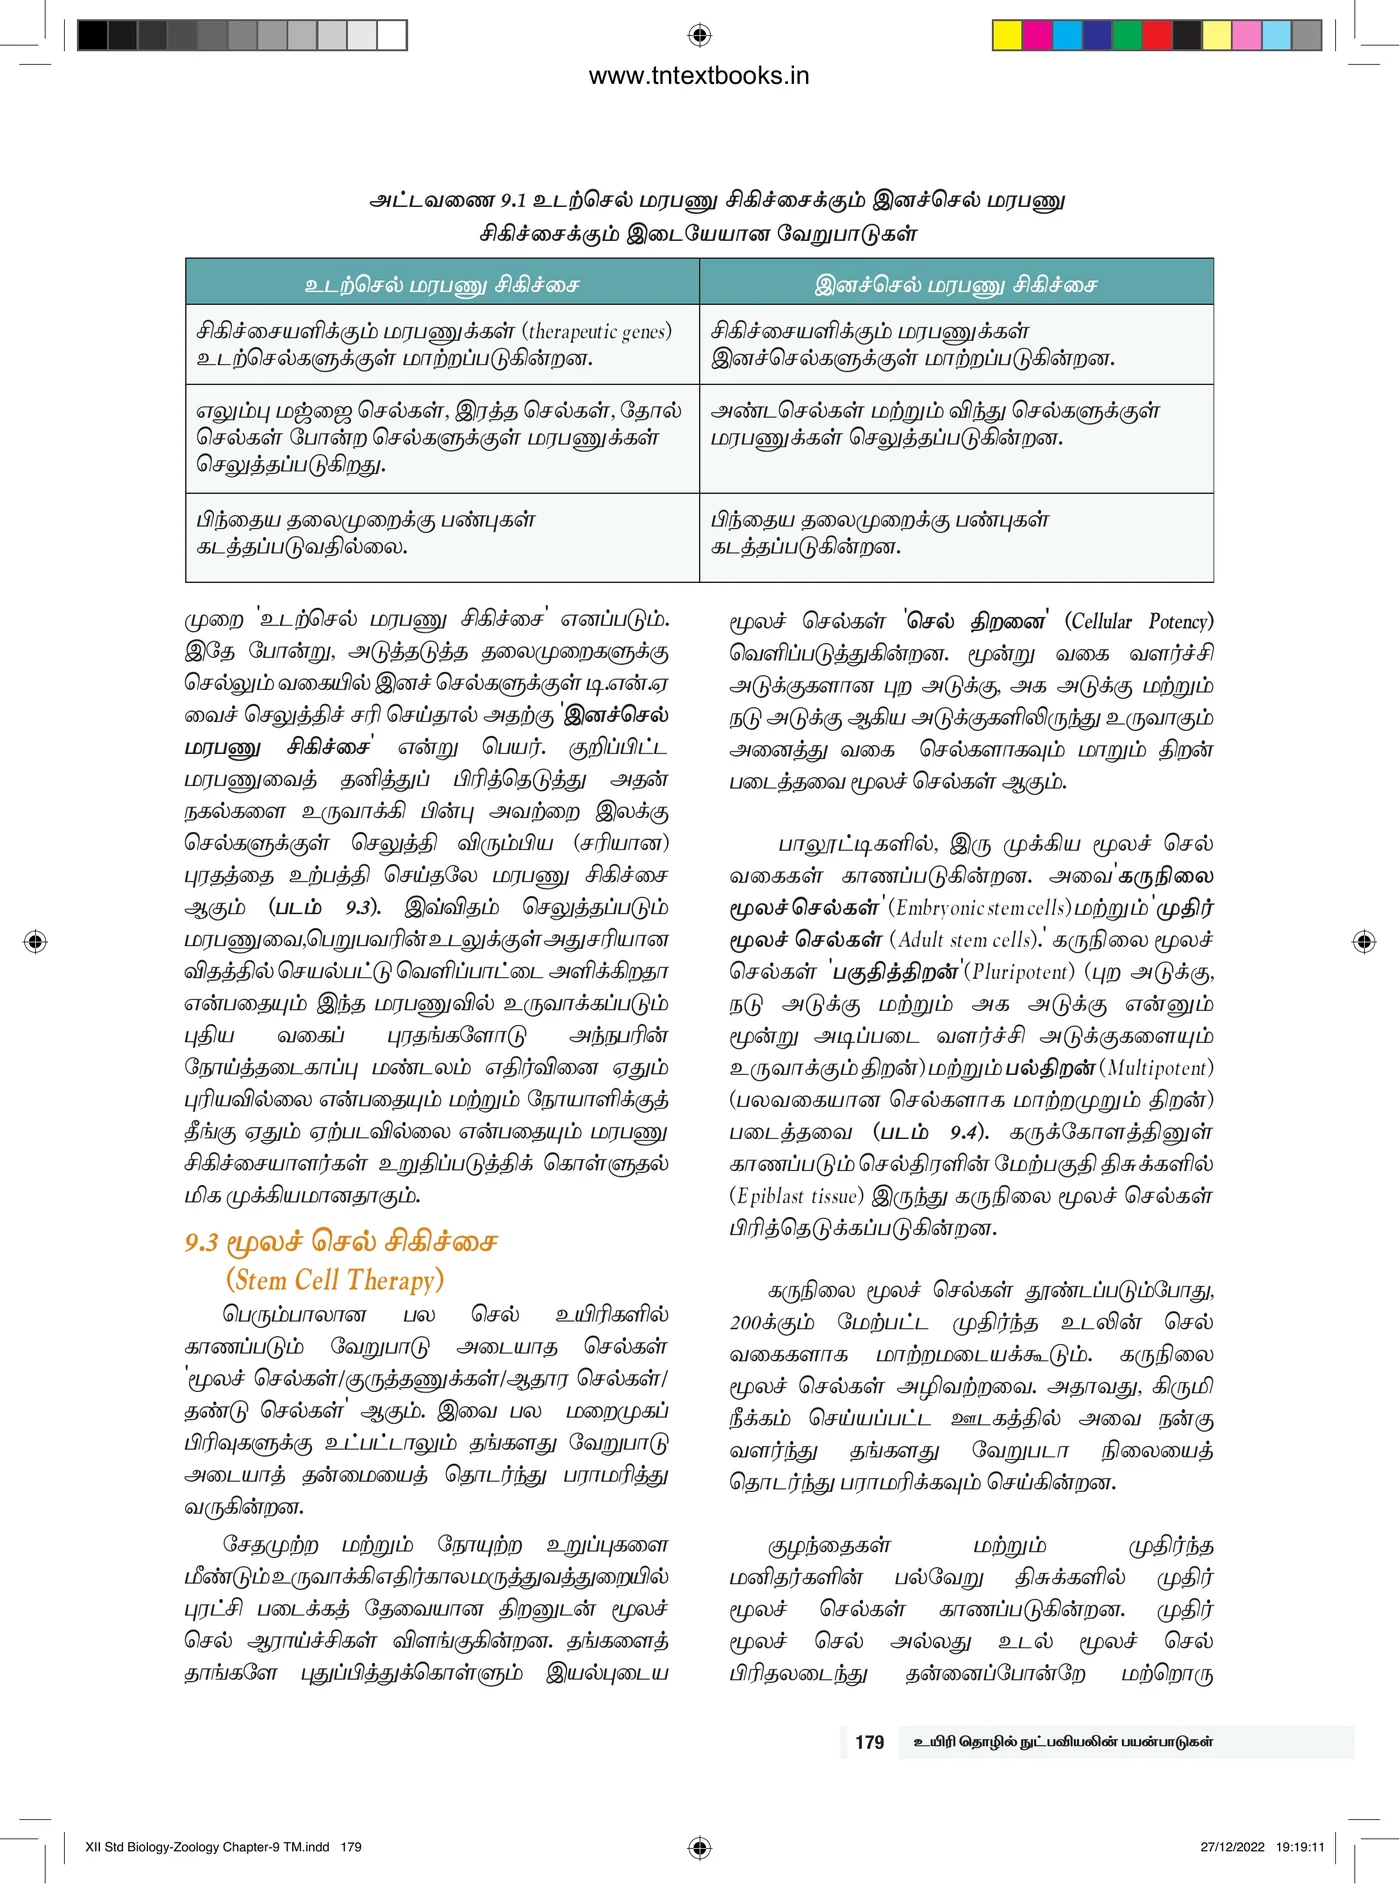 www.tntextbooks.in
அட்டவணை 9.1 உடற்செல் மரபணு சிகிச்சைக்கும் இனச்செல் மரபணு
சிகிச்சைக்கும் இடையேயான வேறுபாடுகள்
உடற்செல் மரபணு சிகிச்சை
இனச்செல் மரபணு சிகிச்சை
சிகிச்சையளிக்கும் மரபணுக்கள் (therapeutic genes)
உடற்செல்களுக்குள் மாற்றப்படுகின்றன.
சிகிச்சையளிக்கும் மரபணுக்கள்
இனச்செல்களுக்குள் மாற்றப்படுகின்றன.
எலும்பு மஜ்ஜை செல்கள், இரத்த செல்கள், தோல்
செல்கள் போன்ற செல்களுக்குள் மரபணுக்கள்
செலுத்தப்படுகிறது.
அண்டசெல்கள் மற்றும் விந்து செல்களுக்குள்
மரபணுக்கள் செலுத்தப்படுகின்றன.
பிந்தைய தலைமுறைக்கு பண்புகள்
கடத்தப்படுவதில்லை.
பிந்தைய தலைமுறைக்கு பண்புகள்
கடத்தப்படுகின்றன.
முறை 'உடற்செல் மரபணு சிகிச்சை' எனப்படும்.
இதே போன்று, அடுத்தடுத்த தலைமுறைகளுக்கு
செல்லும் வகையில் இனச் செல்களுக்குள் டி.என்.ஏ
வைச் செலுத்திச் சரி செய்தால் அதற்கு 'இனச்செல்
மரபணு சிகிச்சை' என்று பெயர். குறிப்பிட்ட
மரபணுவைத் தனித்துப் பிரித்தெடுத்து அதன்
நகல்களை உருவாக்கி பின்பு அவற்றை இலக்கு
செல்களுக்குள் செலுத்தி விரும்பிய (சரியான)
புரதத்தை உற்பத்தி செய்தலே மரபணு சிகிச்சை
ஆகும் (படம் 9.3). இவ்விதம் செலுத்தப்படும்
மரபணுவை,பெறுபவரின் உடலுக்குள் அது சரியான
விதத்தில் செயல்பட்டு வெளிப்பாட்டை அளிக்கிறதா
என்பதையும் இந்த மரபணுவில் உருவாக்கப்படும்
புதிய வகைப் புரதங்களோடு அந்நபரின்
நோய்த்தடைகாப்பு மண்டலம் எதிர்வினை ஏதும்
புரியவில்லை என்பதையும் மற்றும் நோயாளிக்குத்
தீங்கு ஏதும் ஏற்படவில்லை என்பதையும் மரபணு
சிகிச்சையாளர்கள் உறுதிப்படுத்திக் கொள்ளுதல்
மிக முக்கியமானதாகும்.
9.3 மூலச் செல் சிகிச்சை
(Stem Cell Therapy)
பெரும்பாலான பல செல் உயிரிகளில்
காணப்படும் வேறுபாடு அடையாத செல்கள்
'மூலச் செல்கள்/குருத்தணுக்கள்/ஆதார செல்கள்/
தண்டு செல்கள்' ஆகும். இவை பல மறைமுகப்
பிரிவுகளுக்கு உட்பட்டாலும் தங்களது வேறுபாடு
அடையாத் தன்மையைத் தொடர்ந்து பராமரித்து
வருகின்றன.
சேதமுற்ற மற்றும் நோயுற்ற உறுப்புகளை
மீண்டும் உருவாக்கி எதிர்கால மருத்துவத்துறையில்
புரட்சி படைக்கத் தேவையான திறனுடன் மூலச்
செல் ஆராய்ச்சிகள் விளங்குகின்றன. தங்களைத்
தாங்களே புதுப்பித்துக்கொள்ளும் இயல்புடைய
மூலச் செல்கள் 'செல் திறனை' (Cellular Potency)
வெளிப்படுத்துகின்றன. மூன்று வகை வளர்ச்சி
அடுக்குகளான புற அடுக்கு, அக அடுக்கு மற்றும்
நடு அடுக்கு ஆகிய அடுக்குகளிலிருந்து உருவாகும்
அனைத்து வகை செல்களாகவும் மாறும் திறன்
படைத்தவை மூலச் செல்கள் ஆகும்.
பாலூட்டிகளில், இரு முக்கிய மூலச் செல்
வகைகள் காணப்படுகின்றன. அவை'கருநிலை
மூலச்செல்கள்'(Embryonic stem cells) மற்றும் 'முதிர்
மூலச் செல்கள் (Adult stem cells).' கருநிலை மூலச்
செல்கள் 'பகுதித்திறன்'(Pluripotent) (புற அடுக்கு,
நடு அடுக்கு மற்றும் அக அடுக்கு என்னும்
மூன்று அடிப்படை வளர்ச்சி அடுக்குகளையும்
உருவாக்கும் திறன்) மற்றும் பல்திறன் (Multipotent)
(பலவகையான செல்களாக மாற்றமுறும் திறன்)
படைத்தவை (படம் 9.4). கருக்கோளத்தினுள்
காணப்படும் செல்திரளின் மேற்பகுதி திசுக்களில்
(Epiblast tissue) இருந்து கருநிலை மூலச் செல்கள்
பிரித்தெடுக்கப்படுகின்றன.
கருநிலை மூலச் செல்கள் தூண்டப்படும்போது,
200க்கும் மேற்பட்ட முதிர்ந்த உடலின் செல்
வகைகளாக மாற்றமடையக்கூடும். கருநிலை
மூலச் செல்கள் அழிவற்றவை. அதாவது, கிருமி
நீக்கம் செய்யப்பட்ட ஊடகத்தில் அவை நன்கு
வளர்ந்து தங்களது வேறுபடா நிலையைத்
தொடர்ந்து பராமரிக்கவும் செய்கின்றன.
குழந்தைகள் மற்றும் முதிர்ந்த
மனிதர்களின் பல்வேறு திசுக்களில் முதிர்
மூலச் செல்கள் காணப்படுகின்றன. முதிர்
மூலச் செல் அல்லது உடல் மூலச் செல்
பிரிதலடைந்து தன்னைப்போன்றே மற்றொரு
179 உயிரி தொழில் நுட்பவியலின் பயன்பாடுகள்
XII Std Biology-Zoology Chapter-9 TM.indd 179
27/12/2022 19:19:11